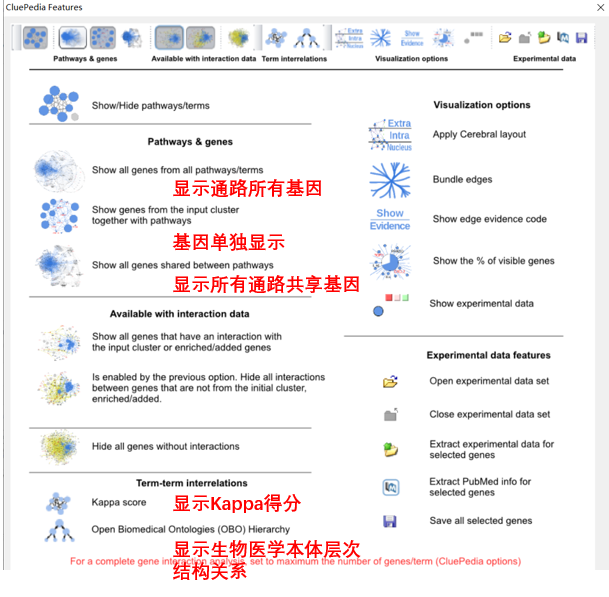 CluePedia Features
Extra
Intra
Nucleus
Show
Evidence
Pathways & genes
Available with interaction data
Term interrelations
Visualization options
Experimental data
Show/Hide pathways/terms
Pathways & genes
Show all genes from all pathways/terms
显示通路所有基因
Show genes from the input cluster
together with pathways
基因单独显示
Show all genes shared between pathways
显示所有通路共享基因
Available with interaction data
Show all genes that have an interaction with
the input cluster or enriched/added genes
Is enabled by the previous option. Hide all interactions
between genes that are not from the initial cluster,
enriched/added.
Hide all genes without interactions
Term-term interrelations
Kappa score
显示Kappa得分
Open Biomedical Ontologies (OBO) Hierarchy
显示生物医学本体层次
结构关系
Visualization options
Extra
Intra
Nucleus
Apply Cerebral layout
Bundle edges
Show
Evidence
Show edge evidence code
Show the % of visible genes
Show experimental data
Experimental data features
Open experimental data set
Close experimental data set
Extract experimental data for
selected genes
Extract PubMed info for
selected genes
Save all selected genes
For a complete gene interaction analysis, set to maximum the number of genes/term (CluePedia options)